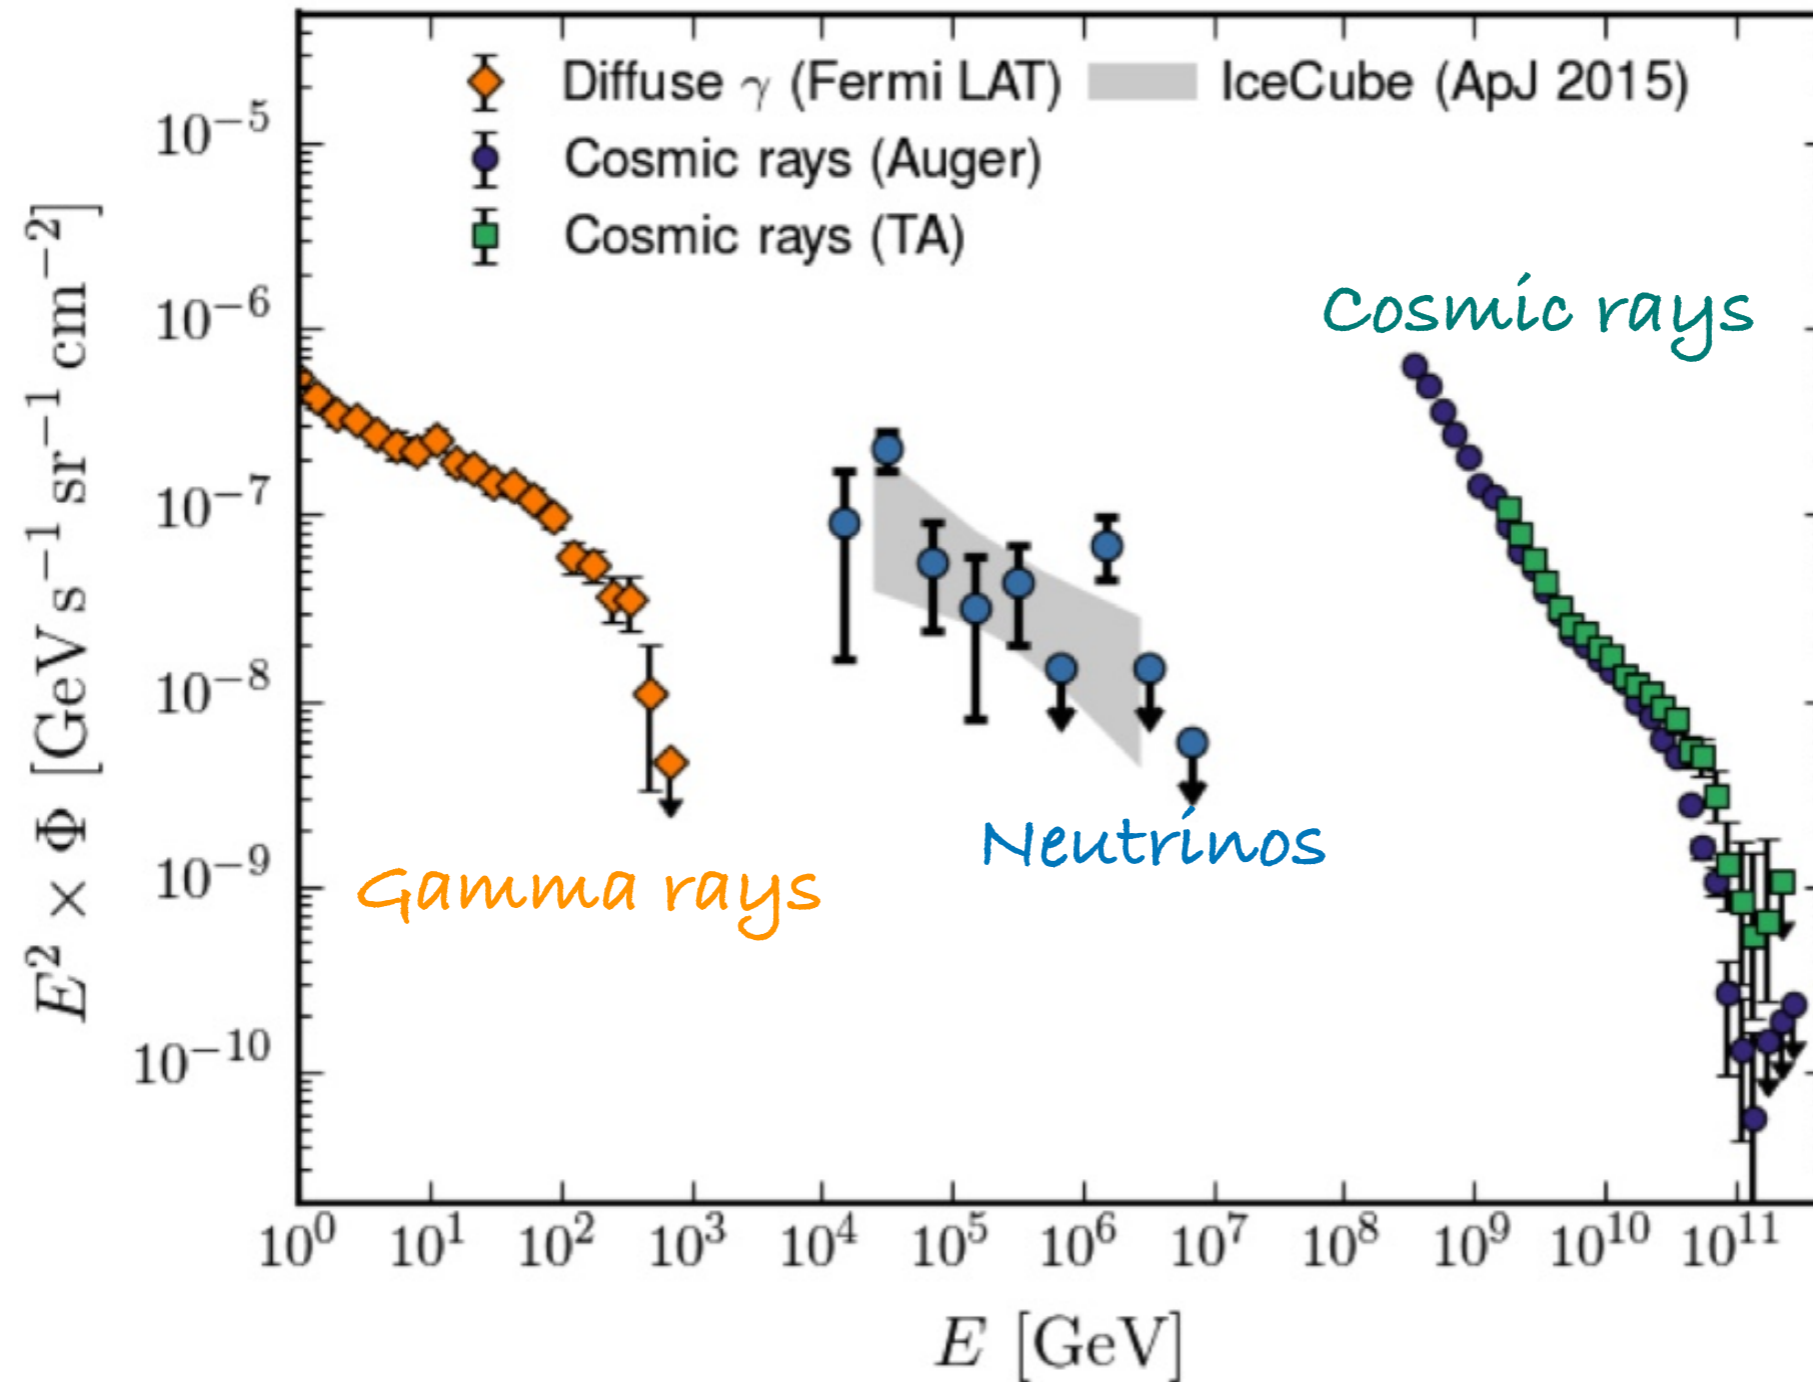 Diffuse γ (Fermi LAT) IceCube (ApJ 2015)
Cosmic rays (Auger)
Cosmic rays (TA)
Cosmic rays
Neutrinos
Gamma rays
10⁻⁵
10⁻⁶
10⁻⁷
10⁻⁸
10⁻⁹
10⁻¹⁰
E² × Φ [GeV s⁻¹ sr⁻¹ cm⁻²]
10⁰ 10¹ 10² 10³ 10⁴ 10⁵ 10⁶ 10⁷ 10⁸ 10⁹ 10¹⁰ 10¹¹
E [GeV]